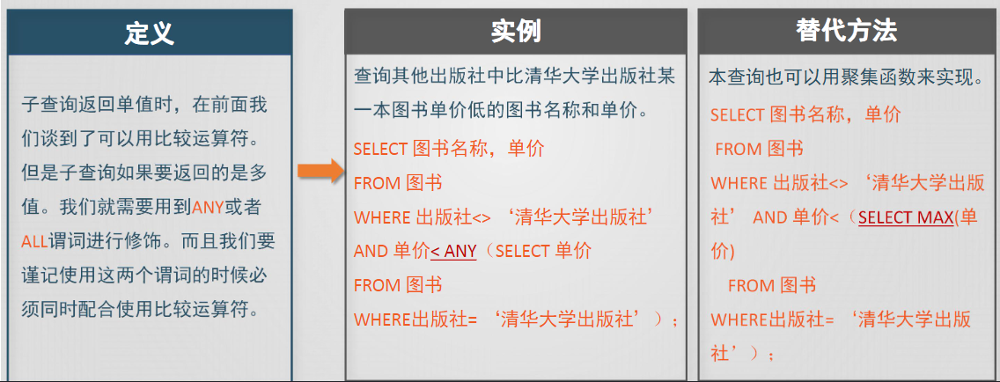 定义
子查询返回单值时，在前面我
们谈到了可以用比较运算符。
但是子查询如果要返回的是多
值。我们就需要用到ANY或者
ALL谓词进行修饰。而且我们要
谨记使用这两个谓词的时候必
须同时配合使用比较运算符。
实例
查询其他出版社中比清华大学出版社某
一本图书单价低的图书名称和单价。
SELECT 图书名称，单价
FROM 图书
WHERE 出版社<> ‘清华大学出版社’
AND 单价< ANY（SELECT 单价
FROM 图书
WHERE出版社= ‘清华大学出版社’）；
替代方法
本查询也可以用聚集函数来实现。
SELECT 图书名称，单价
FROM 图书
WHERE 出版社<> ‘清华大学出版
社’ AND 单价<（SELECT MAX(单
价)
FROM 图书
WHERE出版社= ‘清华大学出版
社’）；